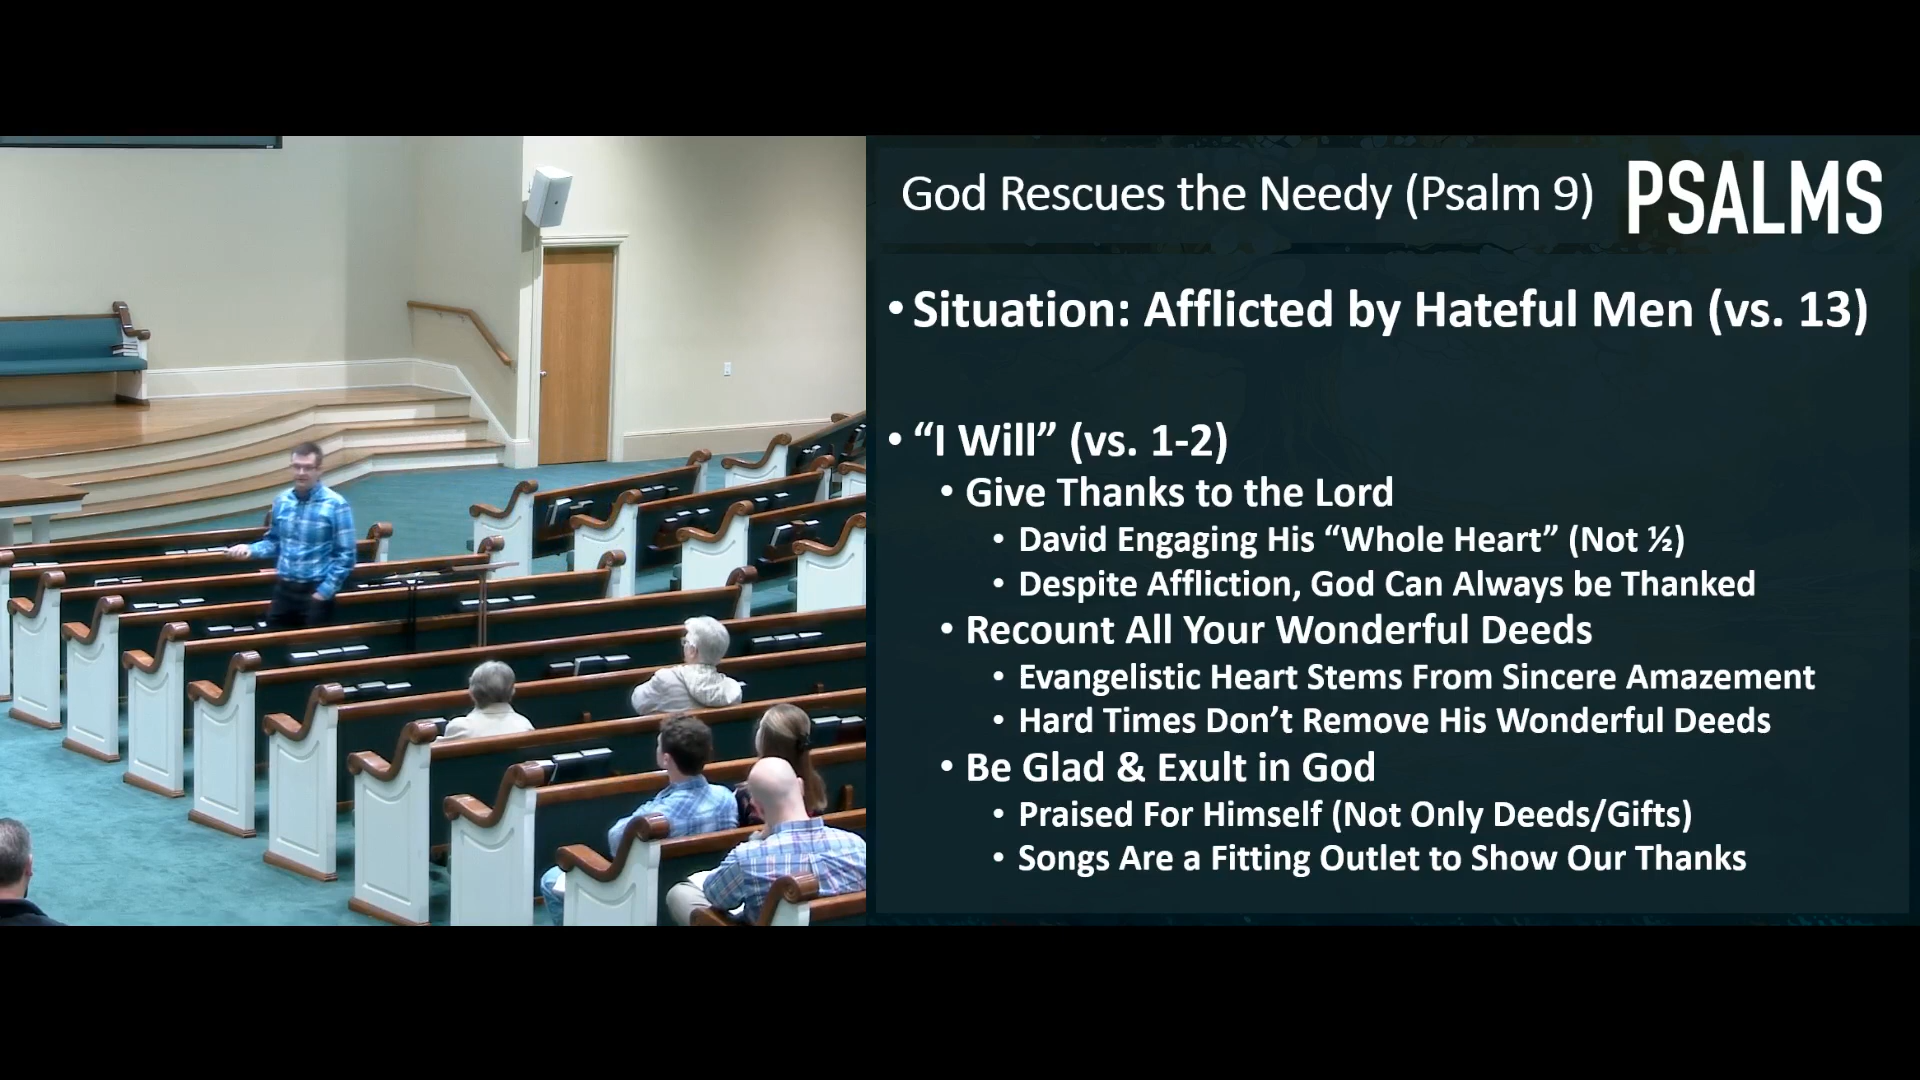 God Rescues the Needy (Psalm 9)
PSALMS
• Situation: Afflicted by Hateful Men (vs. 13)
• “I Will” (vs. 1-2)
• Give Thanks to the Lord
• David Engaging His “Whole Heart” (Not ½)
• Despite Affliction, God Can Always be Thanked
• Recount All Your Wonderful Deeds
• Evangelistic Heart Stems From Sincere Amazement
• Hard Times Don’t Remove His Wonderful Deeds
• Be Glad & Exult in God
• Praised For Himself (Not Only Deeds/Gifts)
• Songs Are a Fitting Outlet to Show Our Thanks